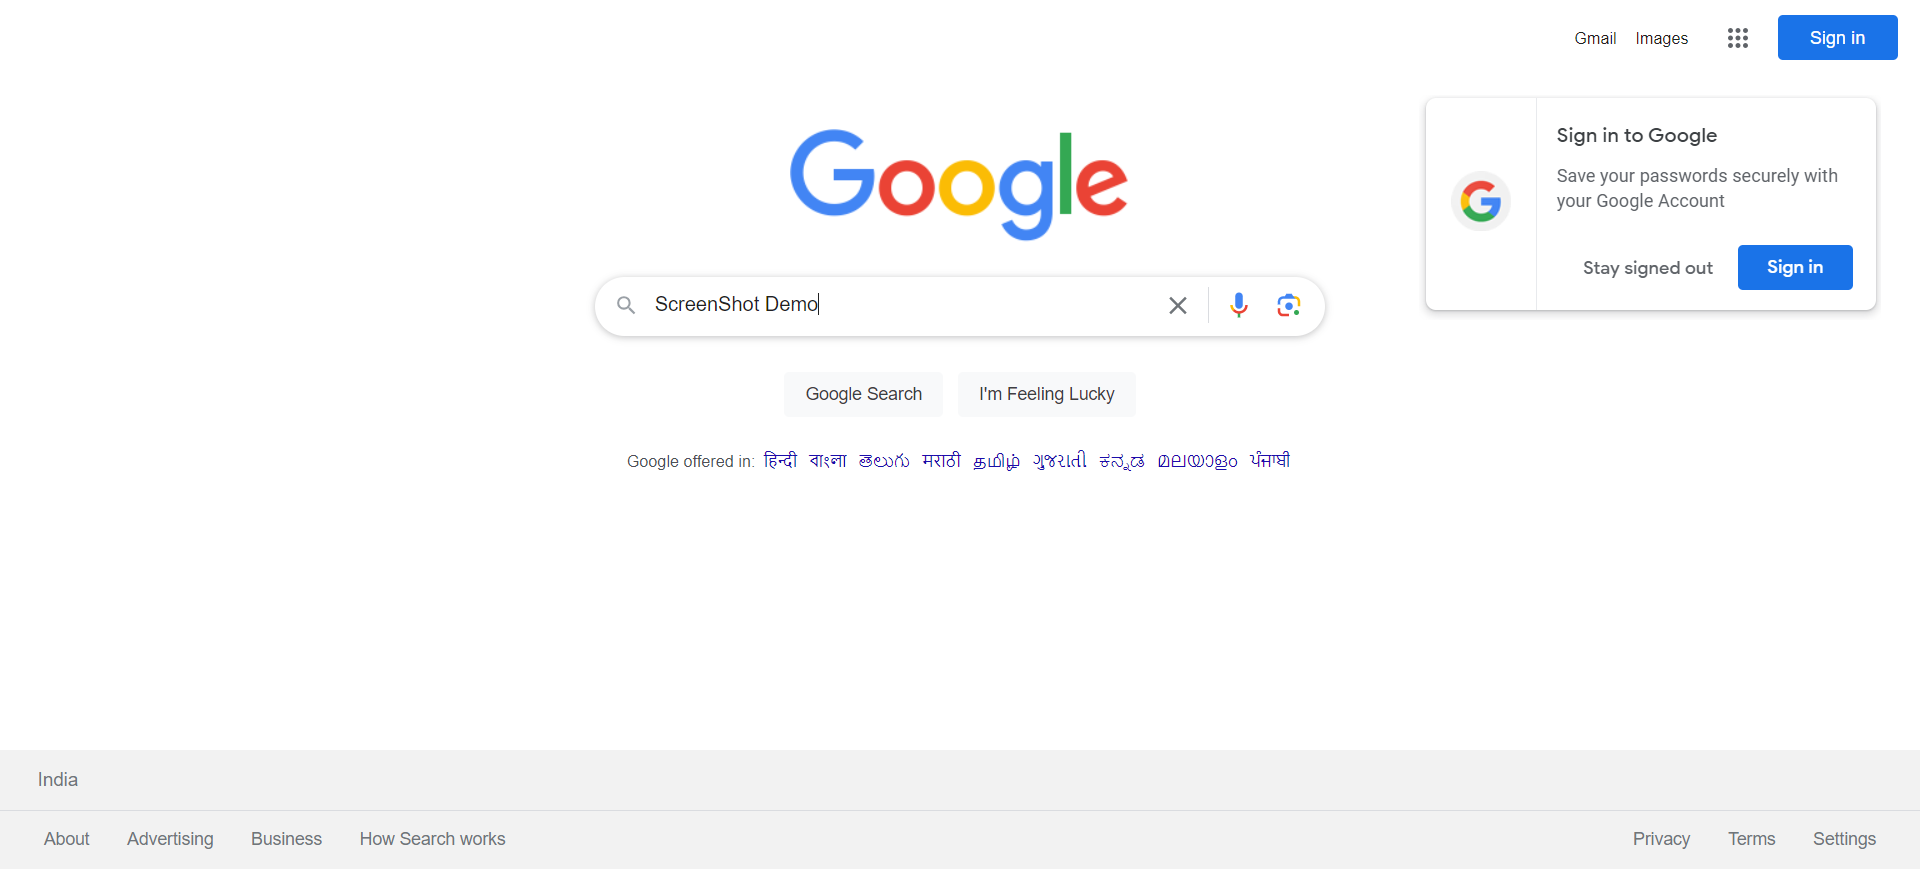 Gmail Images Sign in
Google
Sign in to Google
Save your passwords securely with
your Google Account
Stay signed out Sign in
ScreenShot Demo
Google Search I'm Feeling Lucky
Google offered in: हिन्दी বাংলা తెలుగు मराठी தமிழ் ગુજરાતી ಕನ್ನಡ മലയാളം ਪੰਜਾਬੀ
India
About Advertising Business How Search works Privacy Terms Settings